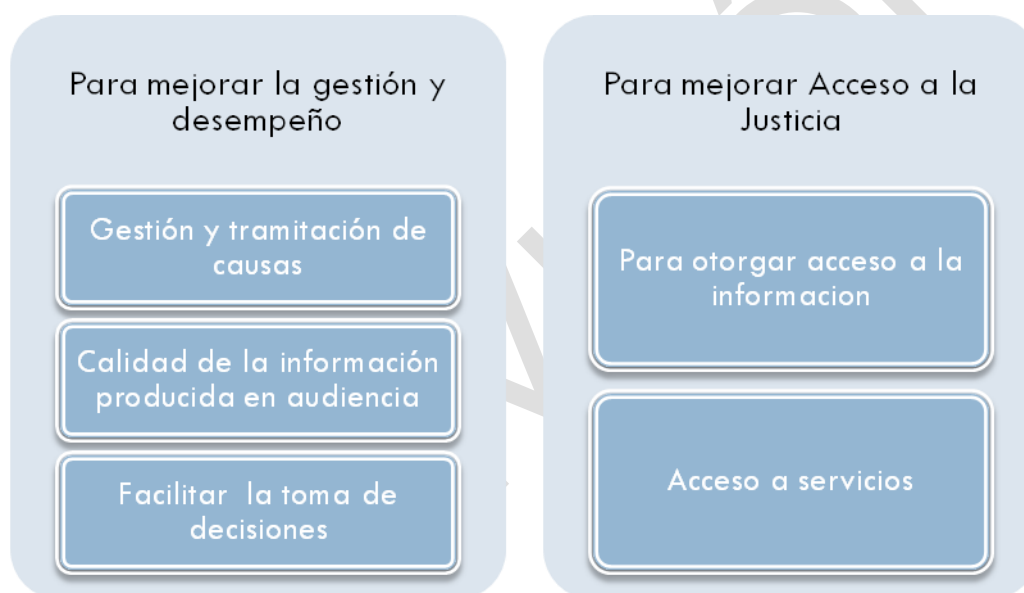 Para mejorar la gestión y
desempeño
Gestión y tramitación de
causas
Calidad de la información
producida en audiencia
Facilitar la toma de
decisiones
Para mejorar Acceso a la
Justicia
Para otorgar acceso a la
informacion
Acceso a servicios